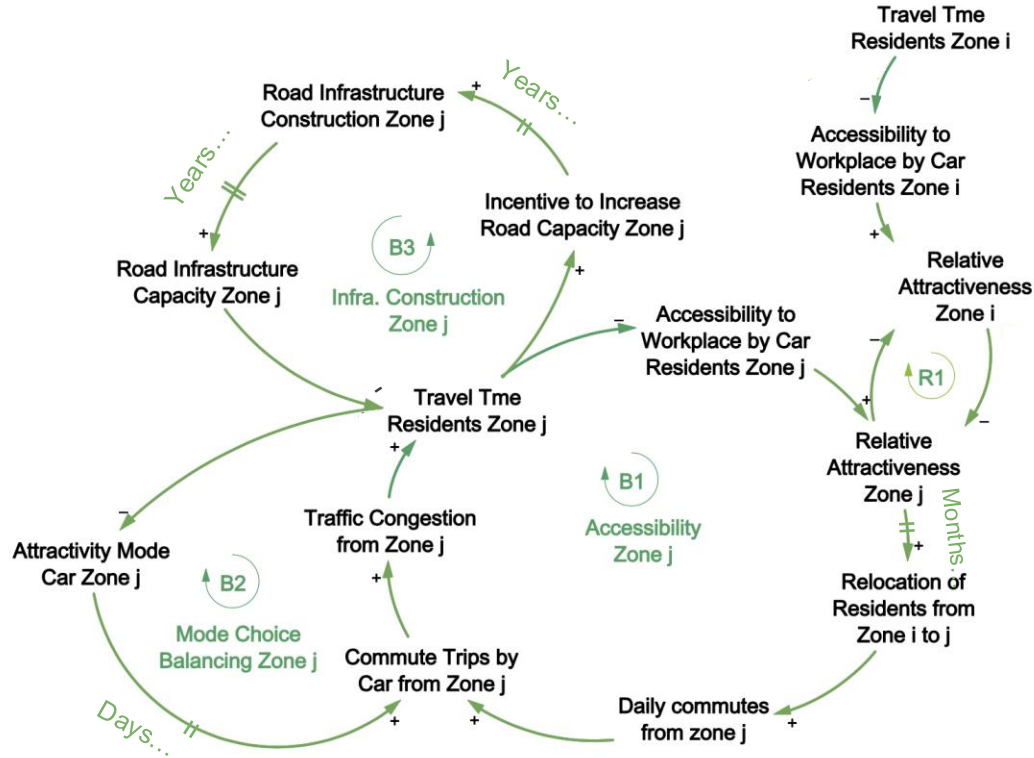 Travel Tme
Residents Zone i
–
Accessibility to
Workplace by Car
Residents Zone i
+
Relative
Attractiveness
Zone i
–
R1
–
Years...
+
Road Infrastructure
Construction Zone j
Years...
+
Incentive to Increase
Road Capacity Zone j
+
B3
Infra. Construction
Zone j
Road Infrastructure
Capacity Zone j
–
Accessibility to
Workplace by Car
Residents Zone j
+
-
Travel Tme
Residents Zone j
+
Relative
Attractiveness
Zone j
Months...
+
B1
Accessibility
Zone j
Traffic Congestion
from Zone j
+
–
Attractivity Mode
Car Zone j
B2
Mode Choice
Balancing Zone j
Relocation of
Residents from
Zone i to j
Commute Trips by
Car from Zone j
+
+
Daily commutes
from zone j
+
Days...